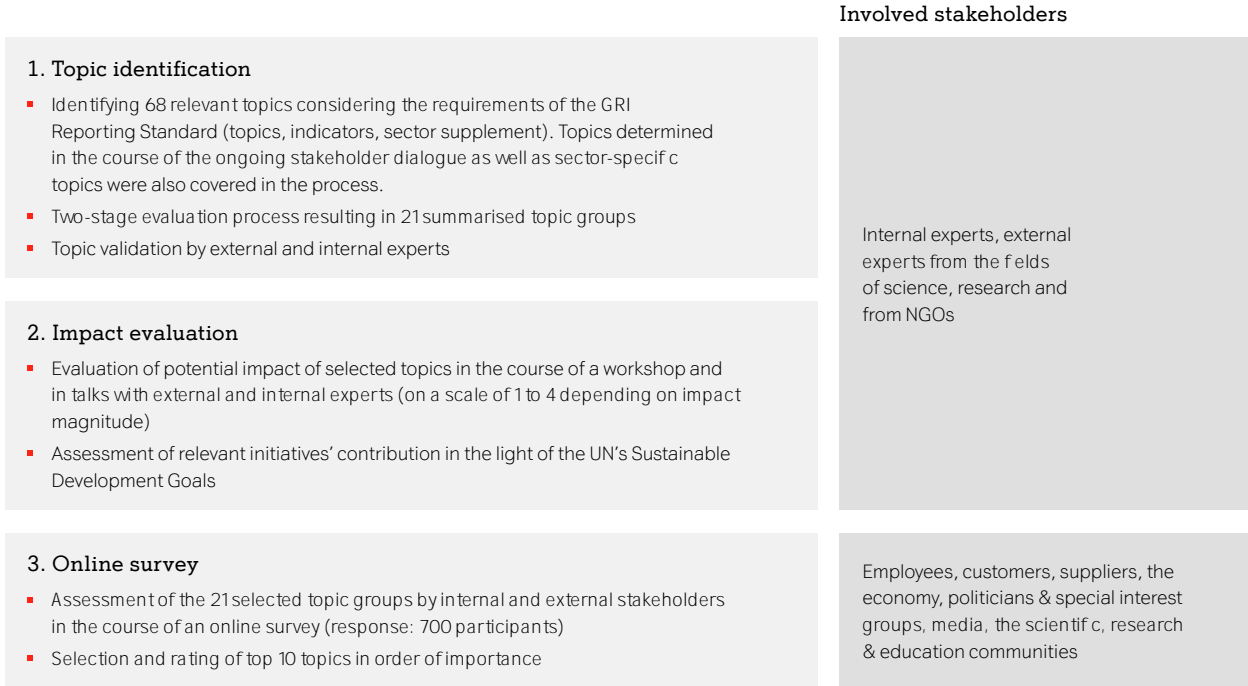 Involved stakeholders
1. Topic identification
▪ Identifying 68 relevant topics considering the requirements of the GRI
Reporting Standard (topics, indicators, sector supplement). Topics determined
in the course of the ongoing stakeholder dialogue as well as sector-specif c
topics were also covered in the process.
▪ Two-stage evaluation process resulting in 21 summarised topic groups
▪ Topic validation by external and internal experts
2. Impact evaluation
▪ Evaluation of potential impact of selected topics in the course of a workshop and
in talks with external and internal experts (on a scale of 1 to 4 depending on impact
magnitude)
▪ Assessment of relevant initiatives’ contribution in the light of the UN’s Sustainable
Development Goals
Internal experts, external
experts from the f elds
of science, research and
from NGOs
3. Online survey
▪ Assessment of the 21 selected topic groups by internal and external stakeholders
in the course of an online survey (response: 700 participants)
▪ Selection and rating of top 10 topics in order of importance
Employees, customers, suppliers, the
economy, politicians & special interest
groups, media, the scientif c, research
& education communities